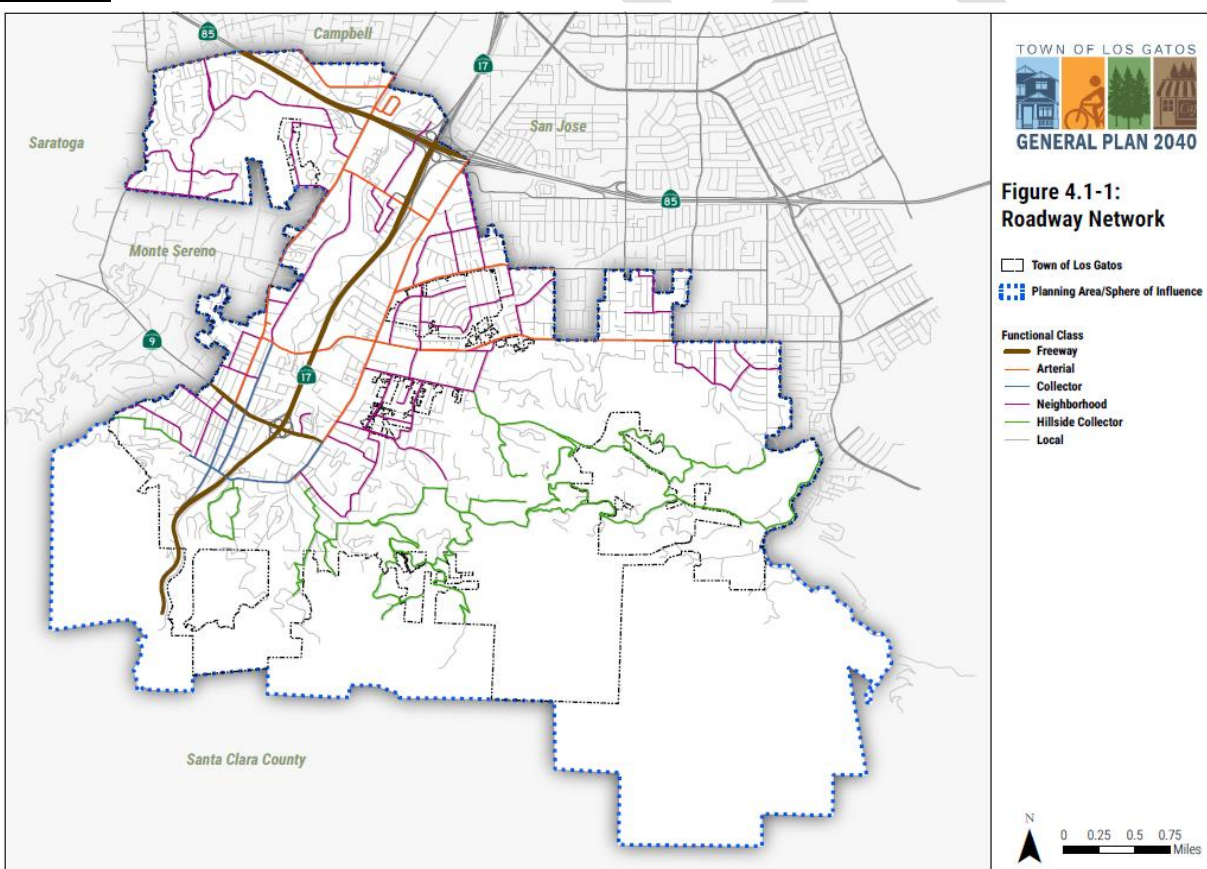 85
Campbell
17
TOWN OF LOS GATOS
GENERAL PLAN 2040
Saratoga
San Jose
85
Figure 4.1-1:
Roadway Network
Monte Sereno
Town of Los Gatos
Planning Area/Sphere of Influence
9
17
Functional Class
Freeway
Arterial
Collector
Neighborhood
Hillside Collector
Local
Santa Clara County
N
0 0.25 0.5 0.75
Miles